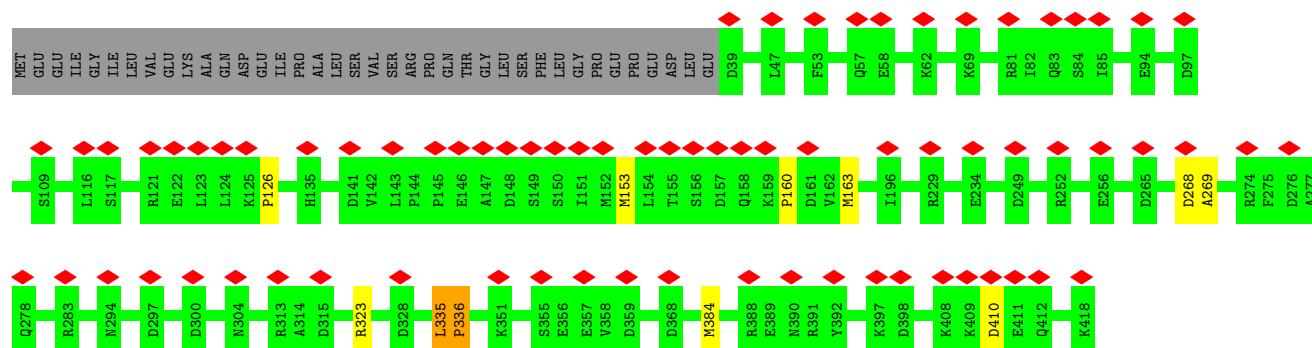 MET GLU GLU ILE GLY ILE LEU VAL GLU LYS ALA GLN ASP GLU ILE PRO ALA LEU SER VAL SER ARG PRO GLN THR GLY LEU SER PHE LEU GLY PRO GLU PRO GLU ASP LEU GLU D39 L47 F53 Q57 E58 K62 K69 R81 I82 Q83 S84 I85 E94 D97
S109 L116 S117 R121 E122 L123 L124 K125 P126 H135 D141 V142 L143 P144 P145 E146 A147 D148 S149 S150 I151 M152 M153 L154 T155 S156 D157 Q158 K159 P160 D161 V162 M163 I196 R229 E234 D249 R252 E256 D265 D268 A269 R274 F275 D276 A277
Q278 R283 N294 D297 D300 N304 R313 A314 D315 R323 D328 L335 P336 K351 S355 E356 E357 V358 D359 D368 M384 R388 E389 N390 R391 Y392 K397 D398 K408 K409 D410 E411 Q412 K418